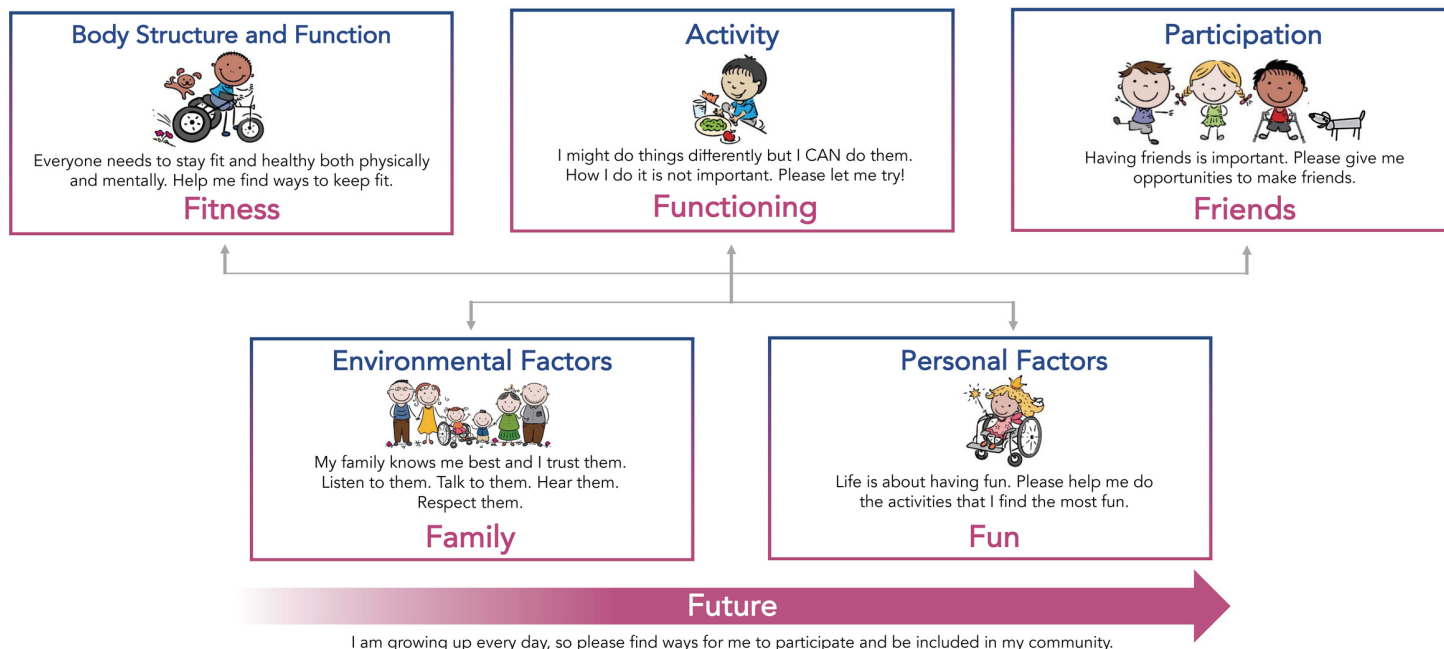 Body Structure and Function
Everyone needs to stay fit and healthy both physically
and mentally. Help me find ways to keep fit.
Fitness
Activity
I might do things differently but I CAN do them.
How I do it is not important. Please let me try!
Functioning
Participation
Having friends is important. Please give me
opportunities to make friends.
Friends
Environmental Factors
My family knows me best and I trust them.
Listen to them. Talk to them. Hear them.
Respect them.
Family
Personal Factors
Life is about having fun. Please help me do
the activities that I find the most fun.
Fun
Future
I am growing up every day, so please find ways for me to participate and be included in my community.